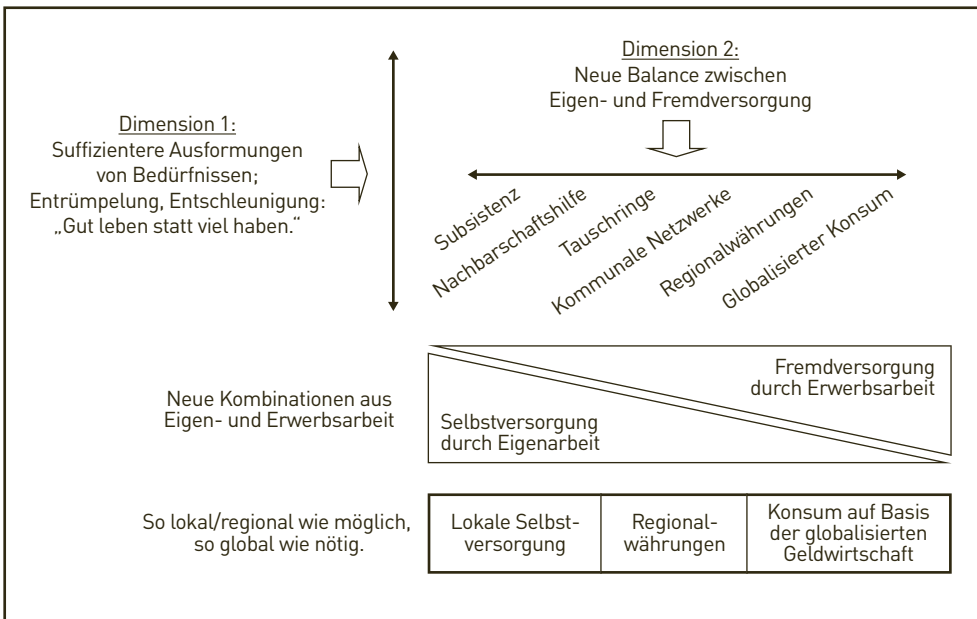 Dimension 1:
Suffizientere Ausformungen
von Bedürfnissen;
Entrümpelung, Entschleunigung:
„Gut leben statt viel haben.“
Dimension 2:
Neue Balance zwischen
Eigen- und Fremdversorgung
Subsistenz
Nachbarschaftshilfe
Tauschringe
Kommunale Netzwerke
Regionalwährungen
Globalisierter Konsum
Neue Kombinationen aus
Eigen- und Erwerbsarbeit
Fremdversorgung
durch Erwerbsarbeit
Selbstversorgung
durch Eigenarbeit
So lokal/regional wie möglich,
so global wie nötig.
Lokale Selbst-
versorgung
Regional-
währungen
Konsum auf Basis
der globalisierten
Geldwirtschaft